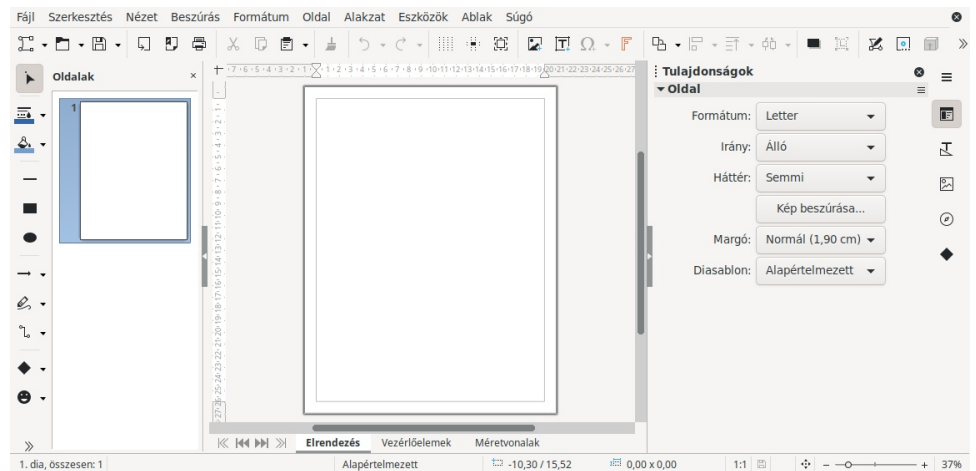 Fájl Szerkesztés Nézet Beszúrás Formátum Oldal Alakzat Eszközök Ablak Súgó
Oldalak
1
Tulajdonságok
Oldal
Formátum: Letter
Irány: Álló
Háttér: Semmi
Kép beszúrása...
Margó: Normál (1,90 cm)
Diasablon: Alapértelmezett
Elrendezés Vezérlőelemek Méretvonalak
1. dia, összesen: 1 Alapértelmezett -10,30 / 15,52 0,00 x 0,00 1:1 37%